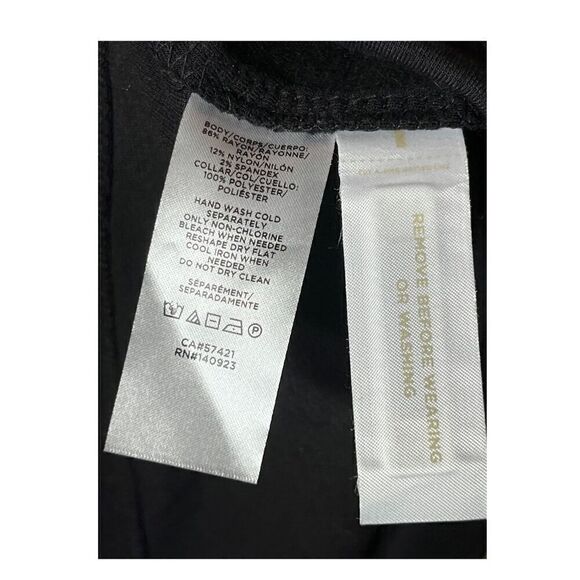 BODY/CORPS/CUERPO:
86% RAYON/RAYONNE/
RAYÓN
12% NYLON/NILÓN
2% SPANDEX
COLLAR/COL/CUELLO:
100% POLYESTER/
POLIÉSTER
HAND WASH COLD
SEPARATELY
ONLY NON-CHLORINE
BLEACH WHEN NEEDED
RESHAPE DRY FLAT
COOL IRON WHEN
NEEDED
DO NOT DRY CLEAN
SÉPARÉMENT/
SEPARADAMENTE
P
CA#57421
RN#140923
REMOVE BEFORE WEARING
OR WASHING